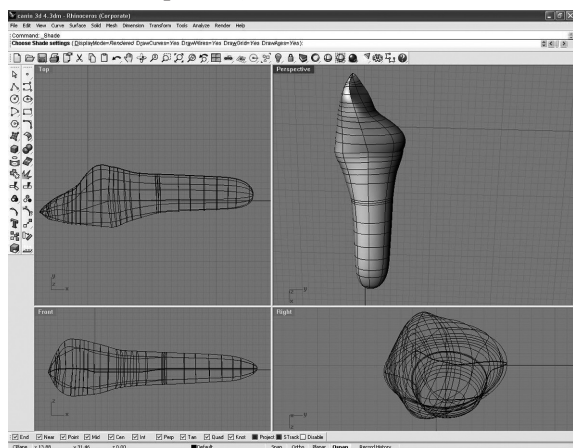 canin 3d 4.3dm - Rhinoceros (Corporate)
File Edit View Curve Surface Solid Mesh Dimension Transform Tools Analyze Render Help
Command: _Shade
Choose Shade settings (DisplayMode=Rendered DrawCurves=Yes DrawWires=Yes DrawGrid=Yes DrawAxes=Yes):
Top
Perspective
Front
Right
End Near Point Mid Cen Int Perp Tan Quad Knot Project STrack Disable
CPlane Default Snap Ortho Planar Osnap Record History